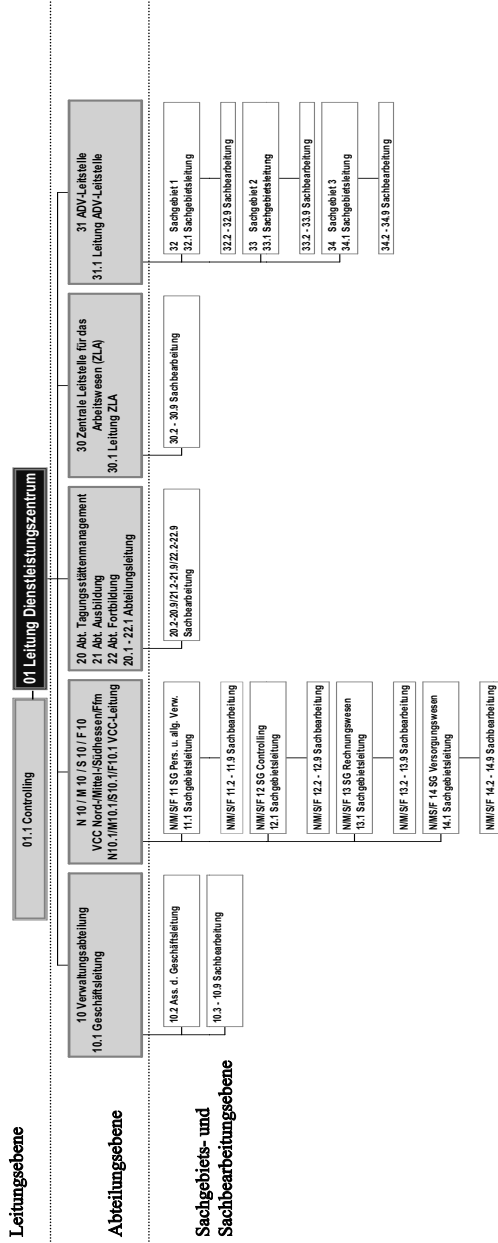 Leitungsebene
01.1 Controlling
01 Leitung Dienstleistungszentrum
Abteilungsebene
10 Verwaltungsabteilung
10.1 Geschäftsleitung
N 10 / M 10 / S 10 / F 10
VCC Nord-/Mittel-/Südhessen/Ffm
N10.1/M10.1/S10.1/F10.1 VCC-Leitung
20 Abt. Tagungsstättenmanagement
21 Abt. Ausbildung
22 Abt. Fortbildung
20.1 - 22.1 Abteilungsleitung
30 Zentrale Leitstelle für das
Arbeitswesen (ZLA)
30.1 Leitung ZLA
31 ADV-Leitstelle
31.1 Leitung ADV-Leitstelle
Sachgebiets- und
Sachbearbeitungsebene
10.2 Ass. d. Geschäftsleitung
10.3 - 10.9 Sachbearbeitung
N/M/S/F 11 SG Pers. u. allg. Verw.
11.1 Sachgebietsleitung
N/M/S/F 11.2 - 11.9 Sachbearbeitung
N/M/S/F 12 SG Controlling
12.1 Sachgebietsleitung
N/M/S/F 12.2 - 12.9 Sachbearbeitung
N/M/S/F 13 SG Rechnungswesen
13.1 Sachgebietsleitung
N/M/S/F 13.2 - 13.9 Sachbearbeitung
N/MS/F 14 SG Versorgungswesen
14.1 Sachgebietsleitung
N/M/S/F 14.2 - 14.9 Sachbearbeitung
20.2-20.9/21.2-21.9/22.2-22.9
Sachbearbeitung
30.2 - 30.9 Sachbearbeitung
32 Sachgebiet 1
32.1 Sachgebietsleitung
32.2 - 32.9 Sachbearbeitung
33 Sachgebiet 2
33.1 Sachgebietsleitung
33.2 - 33.9 Sachbearbeitung
34 Sachgebiet 3
34.1 Sachgebietsleitung
34.2 - 34.9 Sachbearbeitung